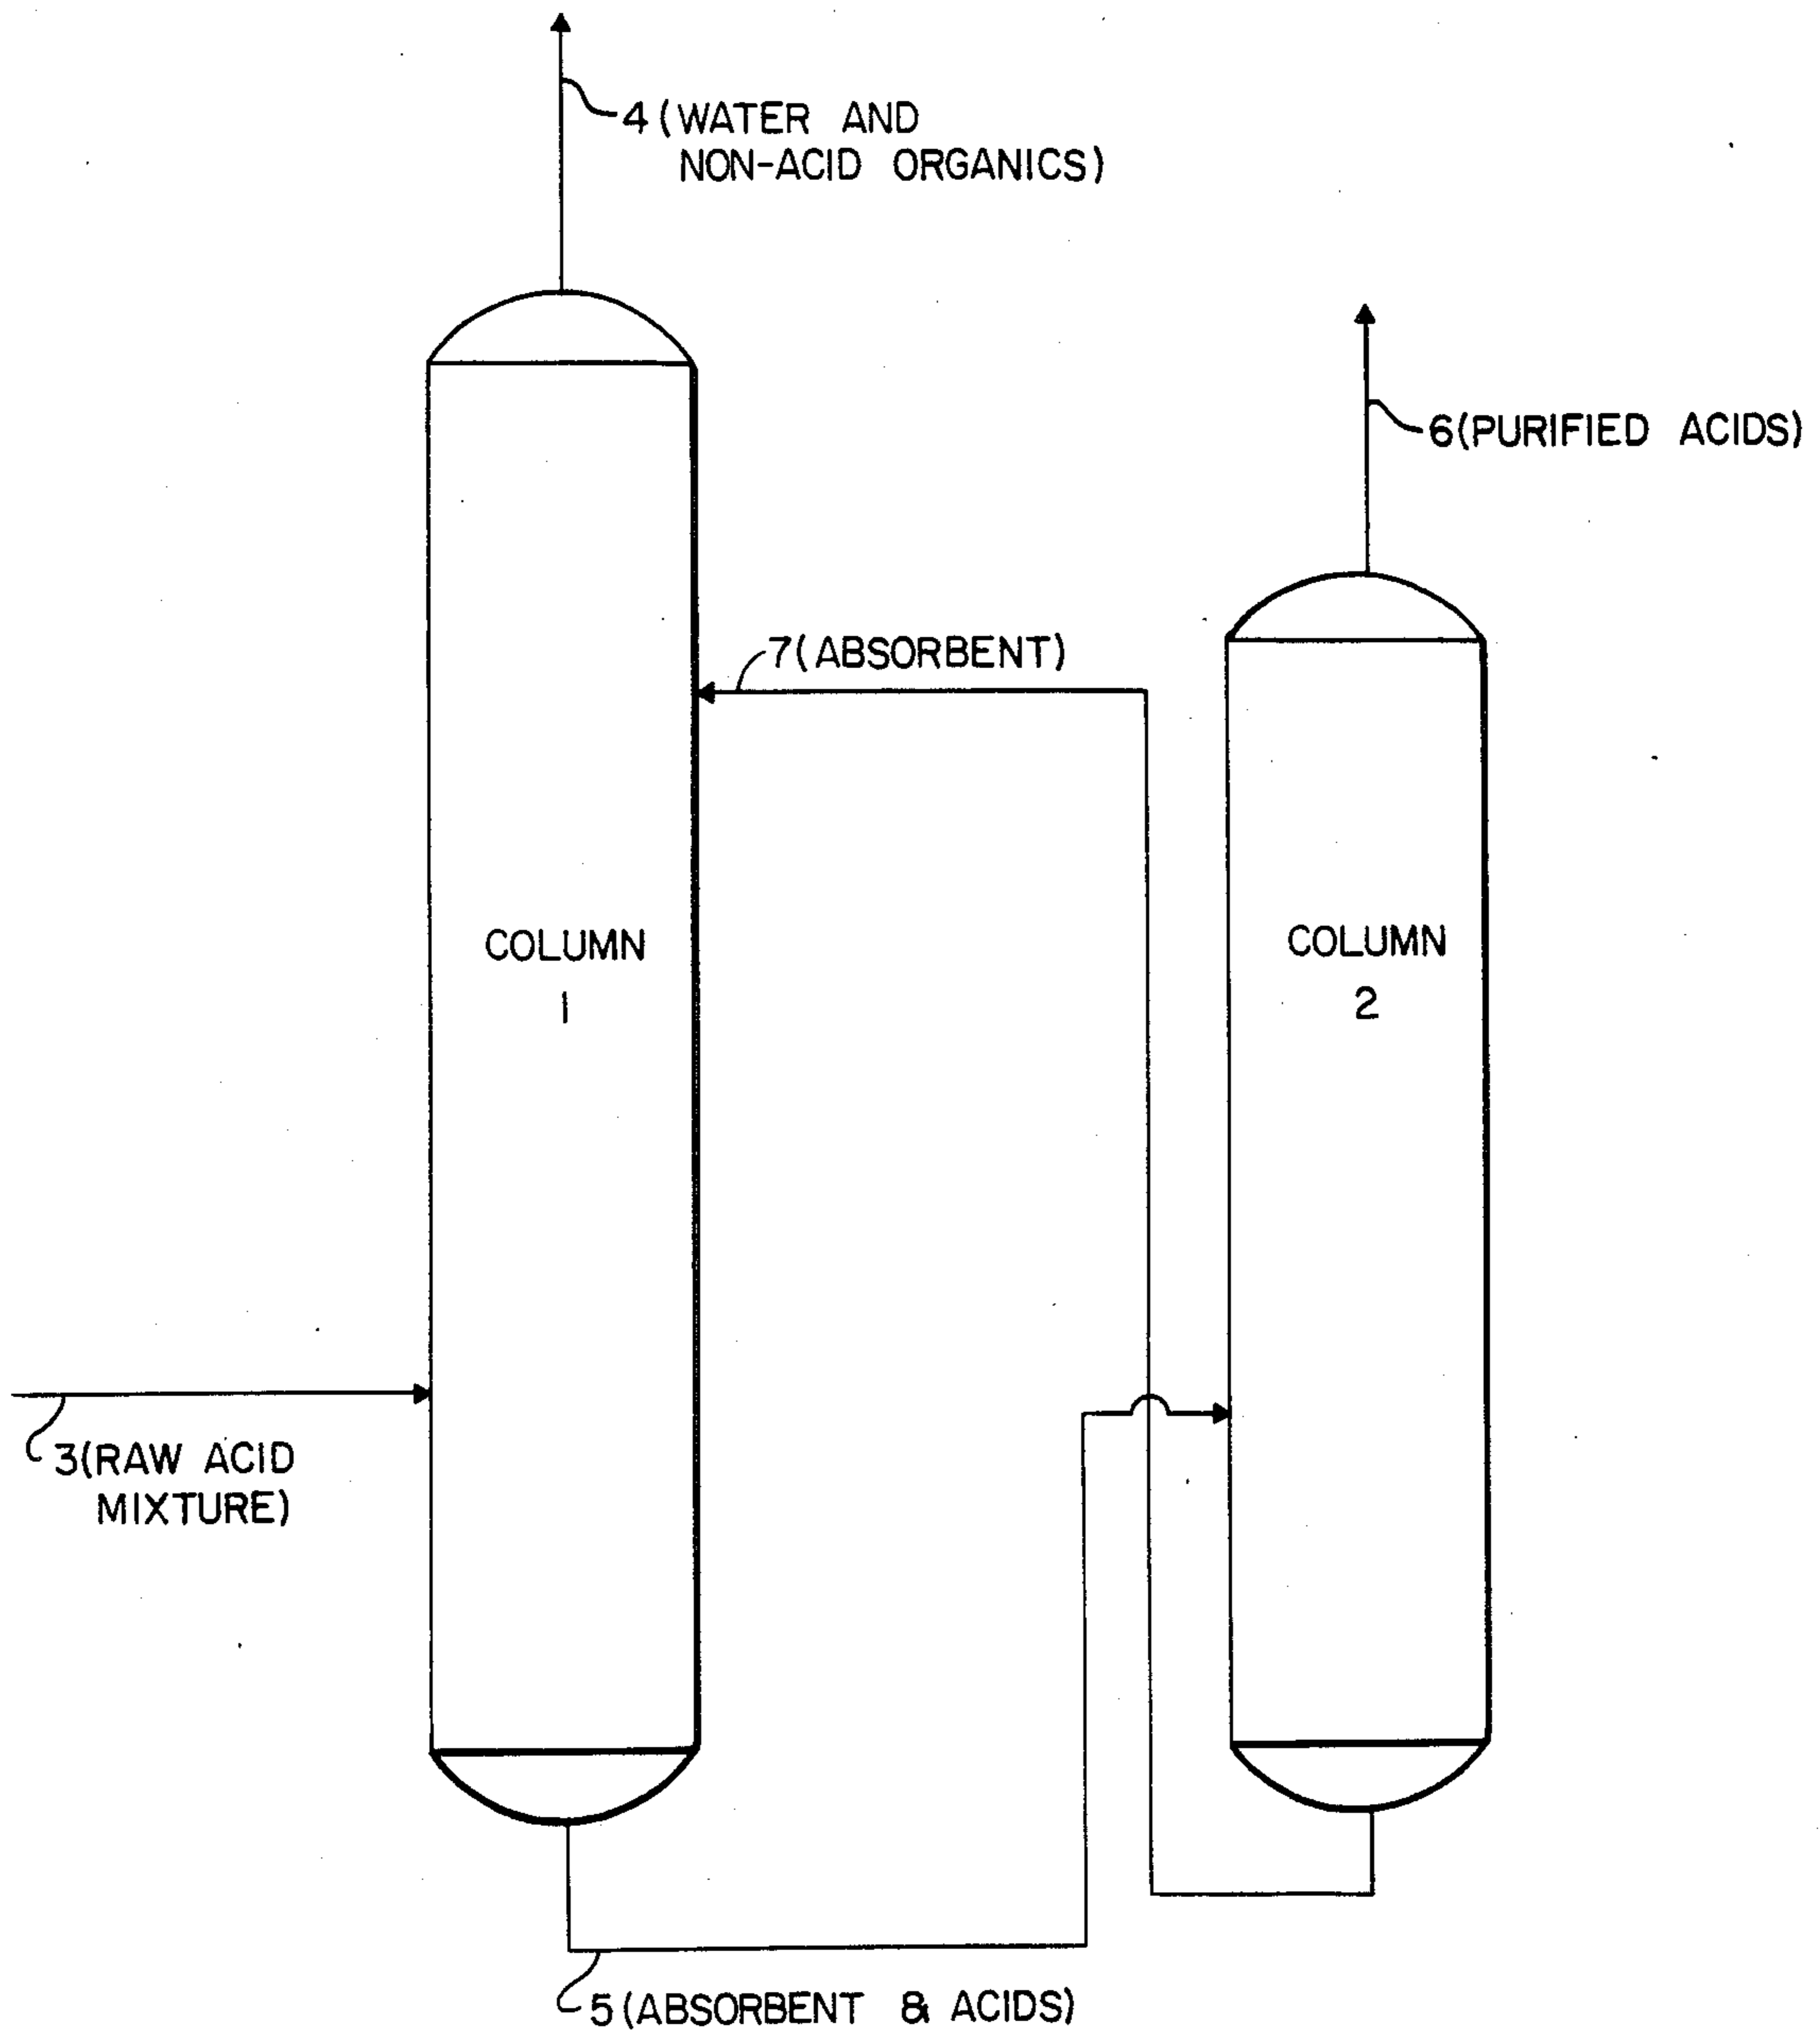 4(WATER AND
NON-ACID ORGANICS)
6(PURIFIED ACIDS)
7(ABSORBENT)
COLUMN
1
COLUMN
2
3(RAW ACID
MIXTURE)
5(ABSORBENT & ACIDS)